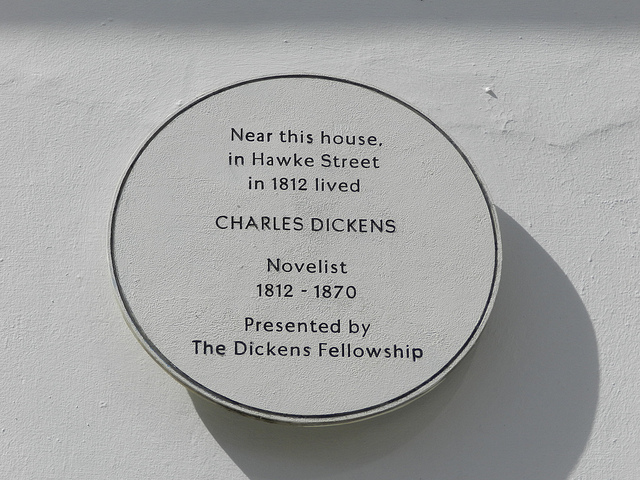 Near this house,
in Hawke Street
in 1812 lived
CHARLES DICKENS
Novelist
1812 - 1870
Presented by
The Dickens Fellowship